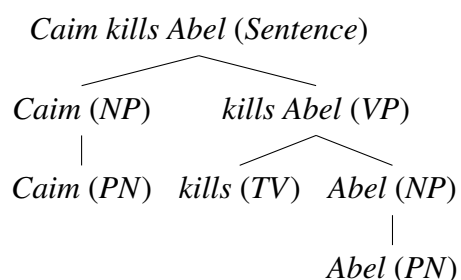 Caim kills Abel (Sentence)
Caim (NP) kills Abel (VP)
Caim (PN) kills (TV) Abel (NP)
Abel (PN)